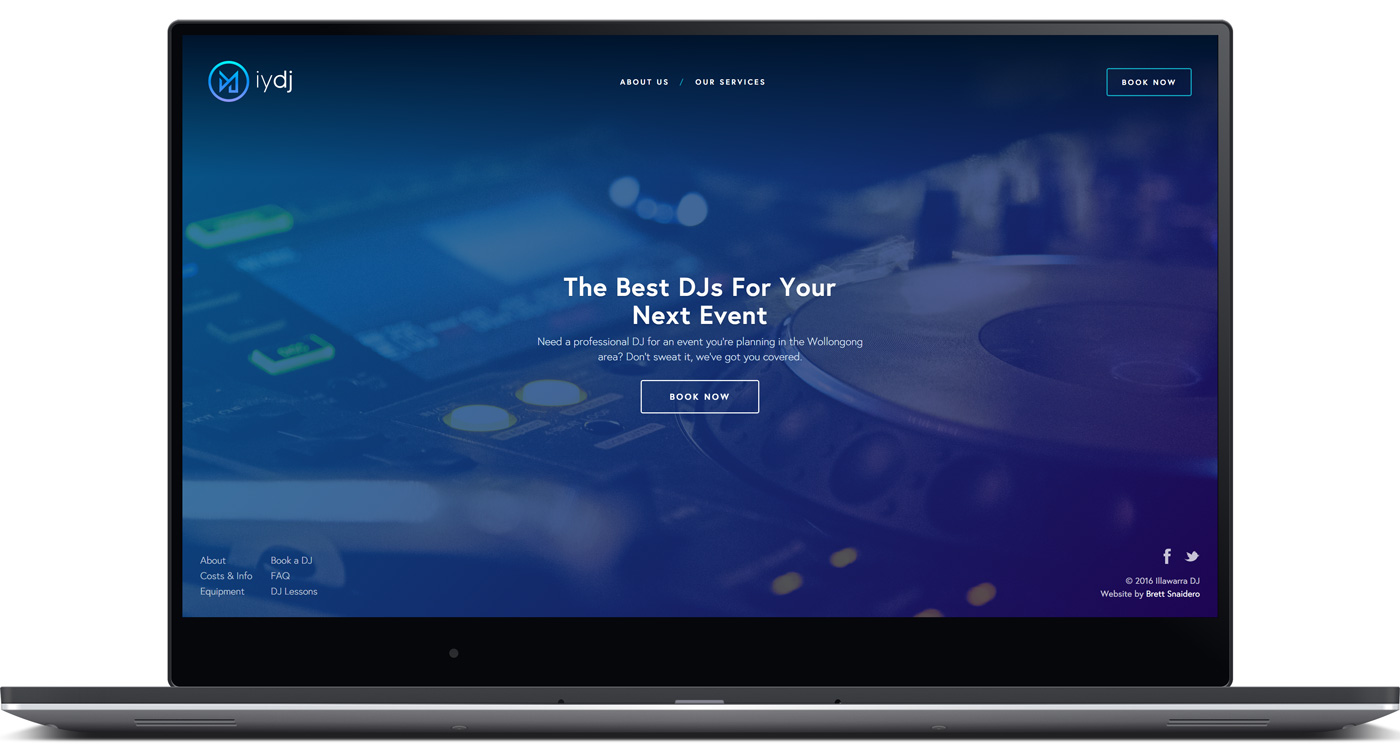 iydj
ABOUT US / OUR SERVICES
BOOK NOW
The Best DJs For Your
Next Event
Need a professional DJ for an event you're planning in the Wollongong
area? Don't sweat it, we've got you covered.
BOOK NOW
About
Book a DJ
Costs & Info
FAQ
Equipment
DJ Lessons
© 2016 Illawarra DJ
Website by Brett Snaidero